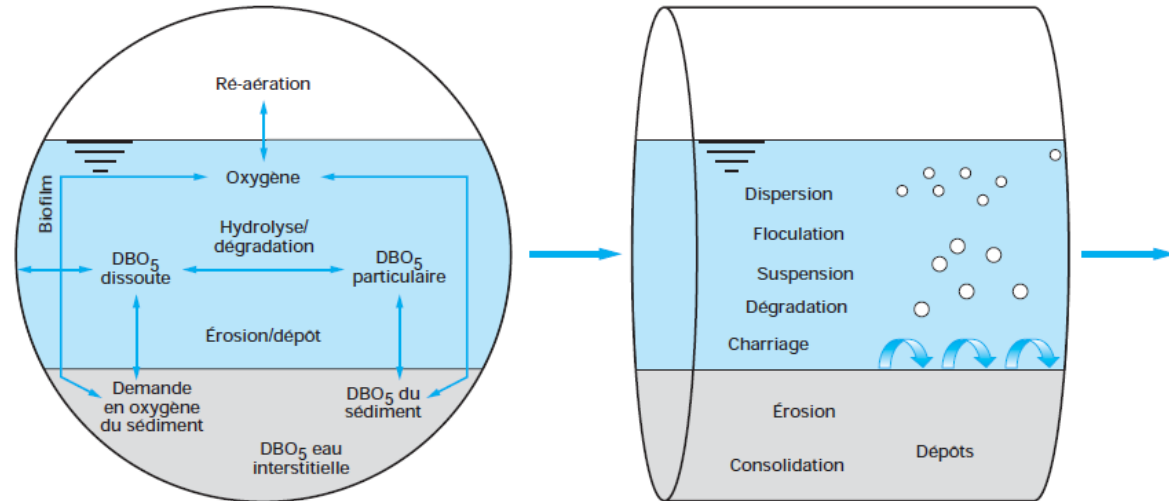 Ré-aération
Oxygène
Biofilm
Hydrolyse/
dégradation
DBO5
dissoute
DBO5
particulaire
Érosion/dépôt
Demande
en oxygène
du sédiment
DBO5 du
sédiment
DBO5 eau
interstitielle
Dispersion
Floculation
Suspension
Dégradation
Charriage
Érosion
Dépôts
Consolidation